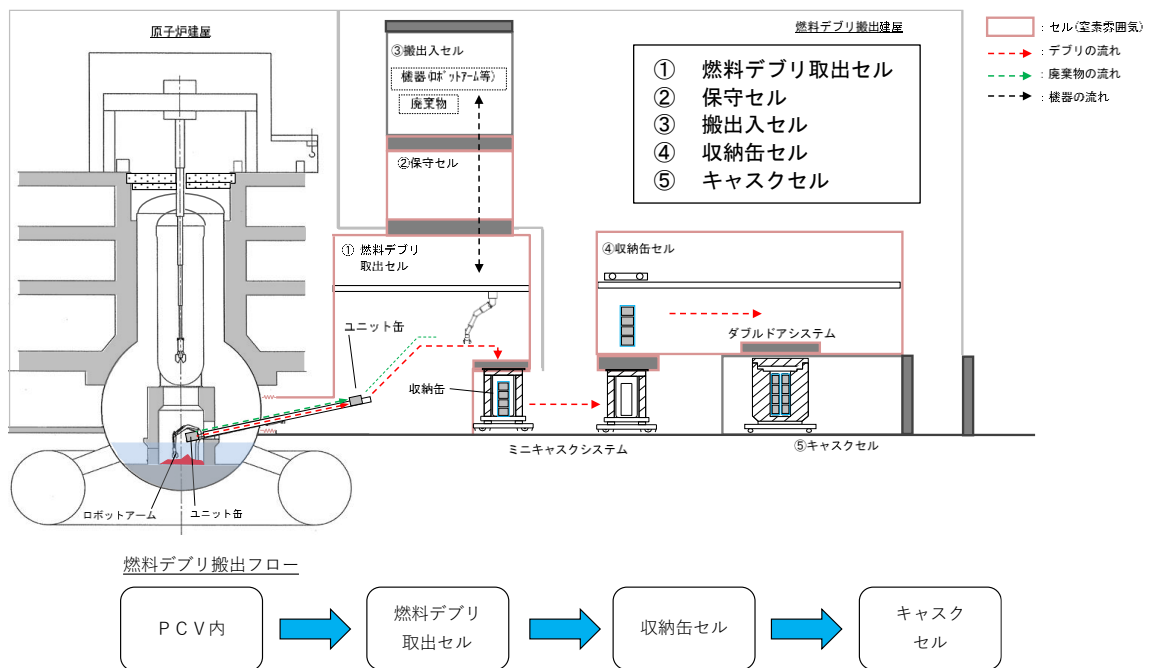 原子炉建屋
燃料デブリ搬出建屋
：セル(窒素雰囲気)
：デブリの流れ
：廃棄物の流れ
：機器の流れ
① 燃料デブリ取出セル
② 保守セル
③ 搬出入セル
④ 収納缶セル
⑤ キャスクセル
③搬出入セル
機器(ﾛﾎﾞｯﾄｱｰﾑ等)
廃棄物
②保守セル
① 燃料デブリ
取出セル
④収納缶セル
ユニット缶
収納缶
ダブルドアシステム
ミニキャスクシステム
⑤キャスクセル
ロボットアーム
ユニット缶
燃料デブリ搬出フロー
ＰＣＶ内
燃料デブリ
取出セル
収納缶セル
キャスク
セル